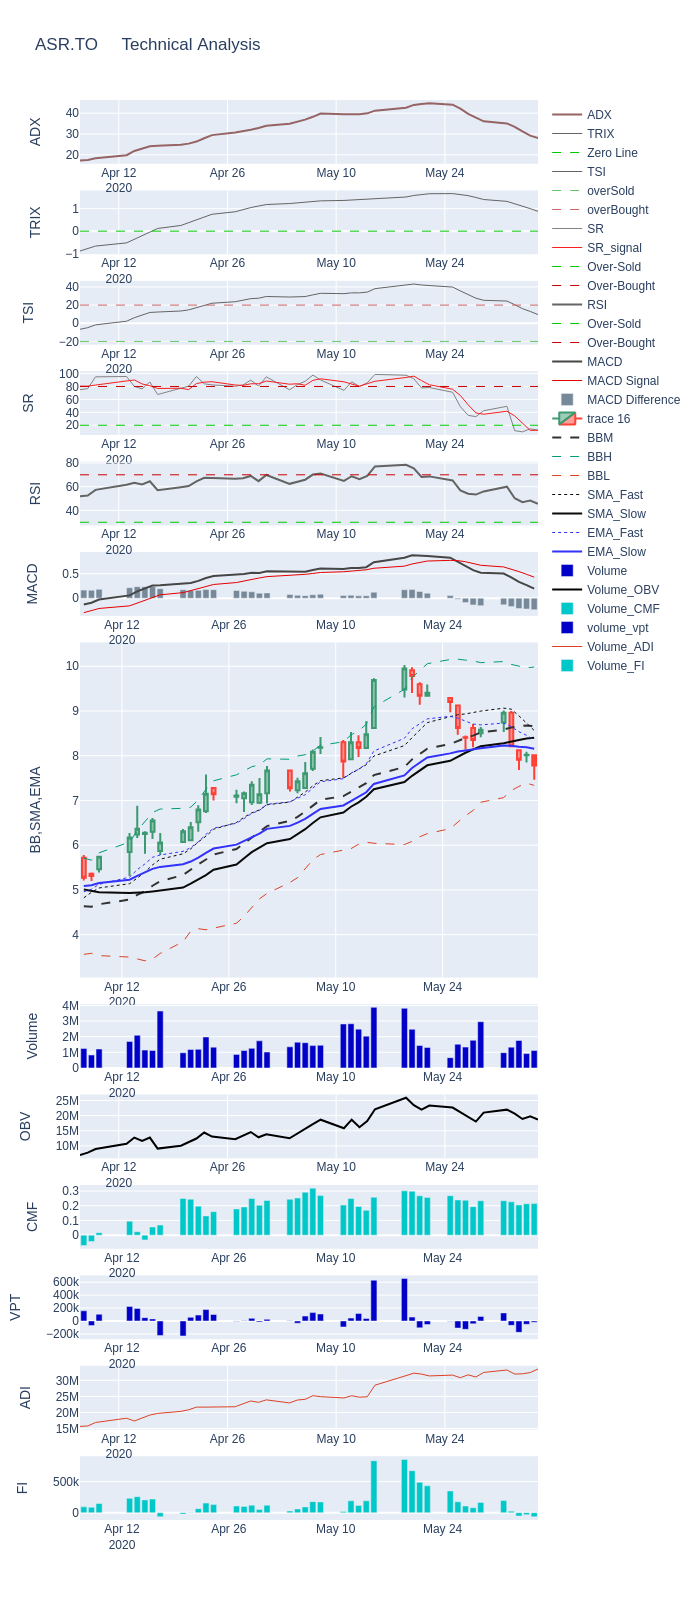 ASR.TO Technical Analysis
ADX
40
30
20
Apr 12
2020
Apr 26
May 10
May 24
TRIX
1
0
−1
Apr 12
2020
Apr 26
May 10
May 24
TSI
40
20
0
−20
Apr 12
2020
Apr 26
May 10
May 24
SR
100
80
60
40
20
Apr 12
2020
Apr 26
May 10
May 24
RSI
80
60
40
Apr 12
2020
Apr 26
May 10
May 24
MACD
0.5
0
Apr 12
2020
Apr 26
May 10
May 24
BB,SMA,EMA
10
9
8
7
6
5
4
Apr 12
2020
Apr 26
May 10
May 24
Volume
4M
3M
2M
1M
0
Apr 12
2020
Apr 26
May 10
May 24
OBV
25M
20M
15M
10M
Apr 12
2020
Apr 26
May 10
May 24
CMF
0.3
0.2
0.1
0
Apr 12
2020
Apr 26
May 10
May 24
VPT
600k
400k
200k
0
−200k
Apr 12
2020
Apr 26
May 10
May 24
ADI
30M
25M
20M
15M
Apr 12
2020
Apr 26
May 10
May 24
FI
500k
0
Apr 12
2020
Apr 26
May 10
May 24
ADX
TRIX
Zero Line
TSI
overSold
overBought
SR
SR_signal
Over-Sold
Over-Bought
RSI
Over-Sold
Over-Bought
MACD
MACD Signal
MACD Difference
trace 16
BBM
BBH
BBL
SMA_Fast
SMA_Slow
EMA_Fast
EMA_Slow
Volume
Volume_OBV
Volume_CMF
volume_vpt
Volume_ADI
Volume_FI